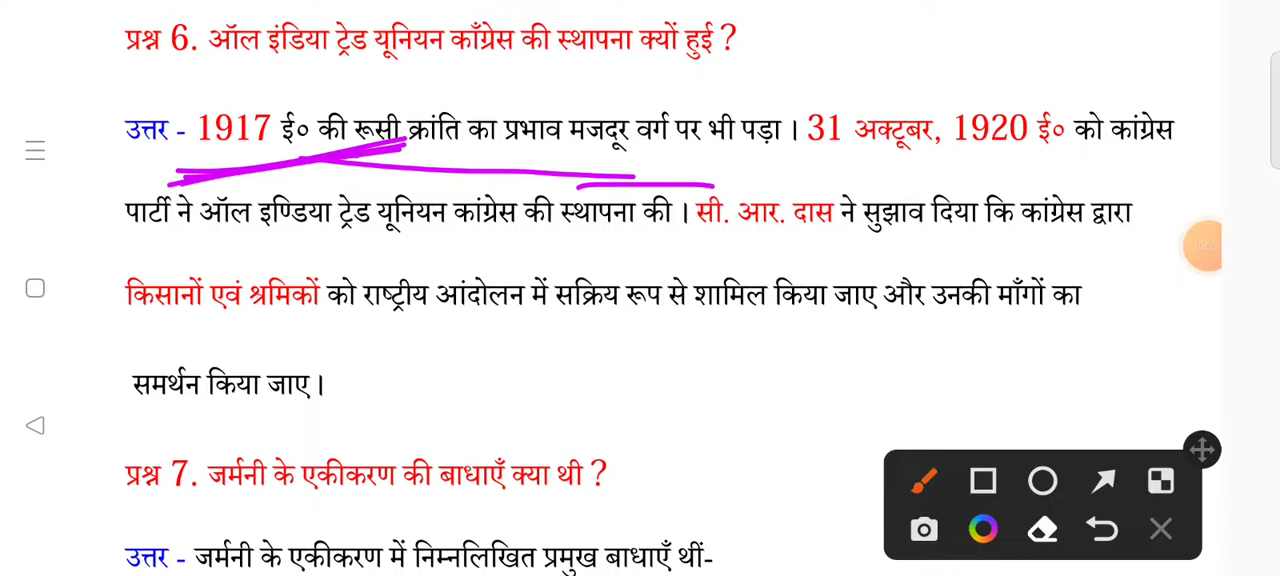 प्रश्न 6. ऑल इंडिया ट्रेड यूनियन काँग्रेस की स्थापना क्यों हुई ?
उत्तर - 1917 ई० की रूसी क्रांति का प्रभाव मजदूर वर्ग पर भी पड़ा । 31 अक्टूबर, 1920 ई० को कांग्रेस
पार्टी ने ऑल इण्डिया ट्रेड यूनियन कांग्रेस की स्थापना की । सी. आर. दास ने सुझाव दिया कि कांग्रेस द्वारा
किसानों एवं श्रमिकों को राष्ट्रीय आंदोलन में सक्रिय रूप से शामिल किया जाए और उनकी माँगों का
समर्थन किया जाए।
प्रश्न 7. जर्मनी के एकीकरण की बाधाएँ क्या थी ?
उत्तर - जर्मनी के एकीकरण में निम्नलिखित प्रमुख बाधाएँ थीं-